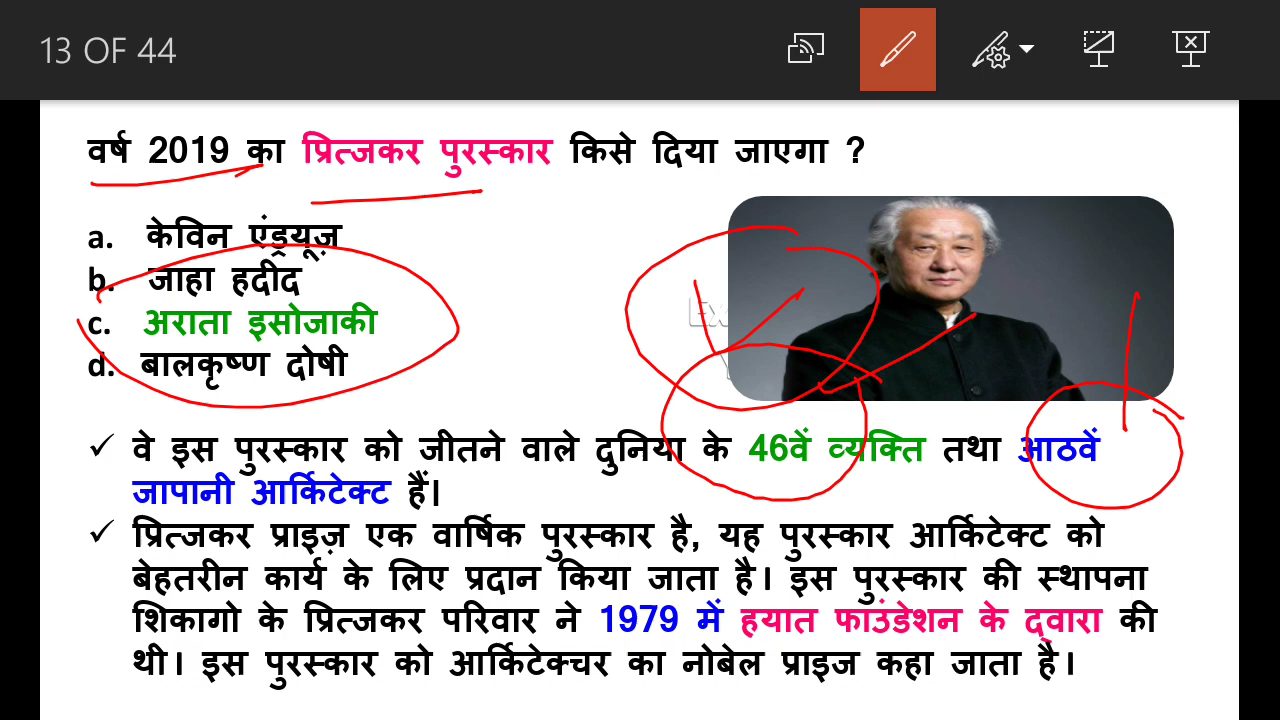 13 OF 44
वर्ष 2019 का प्रित्जकर पुरस्कार किसे दिया जाएगा ?
a. केविन एंड्रयूज़
b. जाहा हदीद
c. अराता इसोजाकी
d. बालकृष्ण दोषी
✓ वे इस पुरस्कार को जीतने वाले दुनिया के 46वें व्यक्ति तथा आठवें
जापानी आर्किटेक्ट हैं।
✓ प्रित्जकर प्राइज़ एक वार्षिक पुरस्कार है, यह पुरस्कार आर्किटेक्ट को
बेहतरीन कार्य के लिए प्रदान किया जाता है। इस पुरस्कार की स्थापना
शिकागो के प्रित्जकर परिवार ने 1979 में हयात फाउंडेशन के द्वारा की
थी। इस पुरस्कार को आर्किटेक्चर का नोबेल प्राइज कहा जाता है।